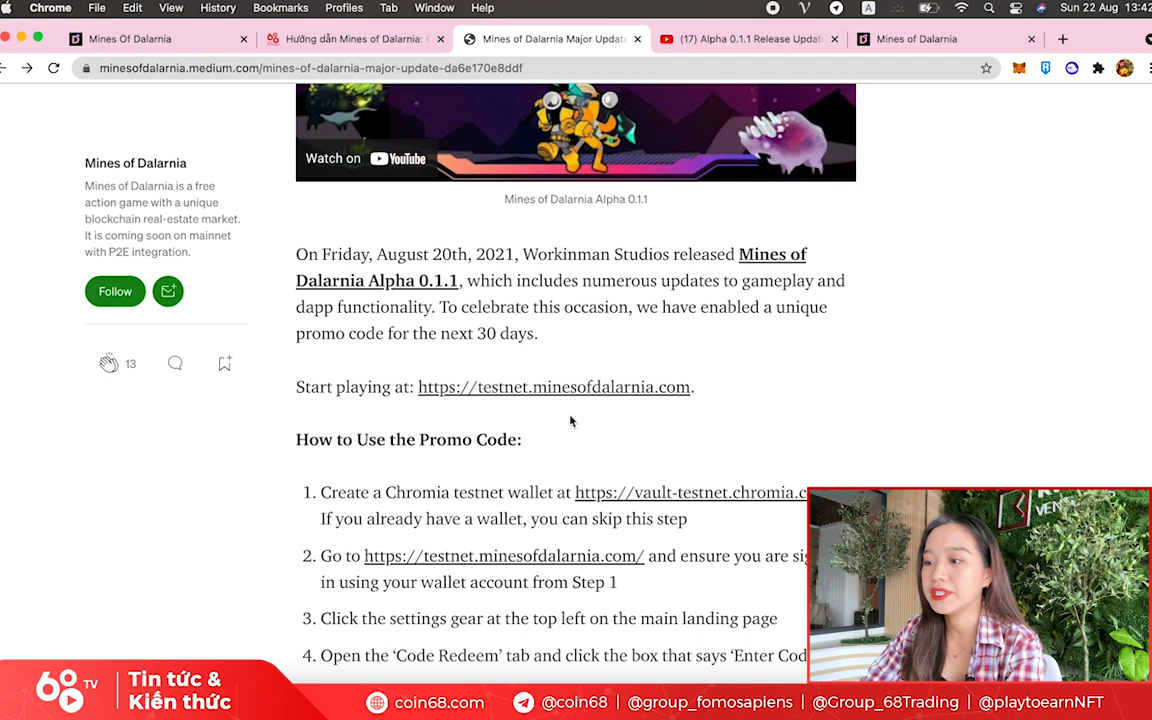 Chrome File Edit View History Bookmarks Profiles Tab Window Help
A Sun 22 Aug 13:42
Mines Of Dalarnia
Hướng dẫn Mines of Dalarnia:
Mines of Dalarnia Major Update
(17) Alpha 0.1.1 Release Updat
Mines of Dalarnia
minesofdalarnia.medium.com/mines-of-dalarnia-major-update-da6e170e8ddf
Watch on YouTube
Mines of Dalarnia Alpha 0.1.1
Mines of Dalarnia
Mines of Dalarnia is a free
action game with a unique
blockchain real-estate market.
It is coming soon on mainnet
with P2E integration.
Follow
13
On Friday, August 20th, 2021, Workinman Studios released Mines of
Dalarnia Alpha 0.1.1, which includes numerous updates to gameplay and
dapp functionality. To celebrate this occasion, we have enabled a unique
promo code for the next 30 days.
Start playing at: https://testnet.minesofdalarnia.com.
How to Use the Promo Code:
1. Create a Chromia testnet wallet at https://vault-testnet.chromia.c
If you already have a wallet, you can skip this step
2. Go to https://testnet.minesofdalarnia.com/ and ensure you are sig
in using your wallet account from Step 1
3. Click the settings gear at the top left on the main landing page
4. Open the ‘Code Redeem’ tab and click the box that says ‘Enter Cod
VEN
68 TV
Tin tức &
Kiến thức
coin68.com @coin68 | @group_fomosapiens | @Group_68Trading | @playtoearnNFT